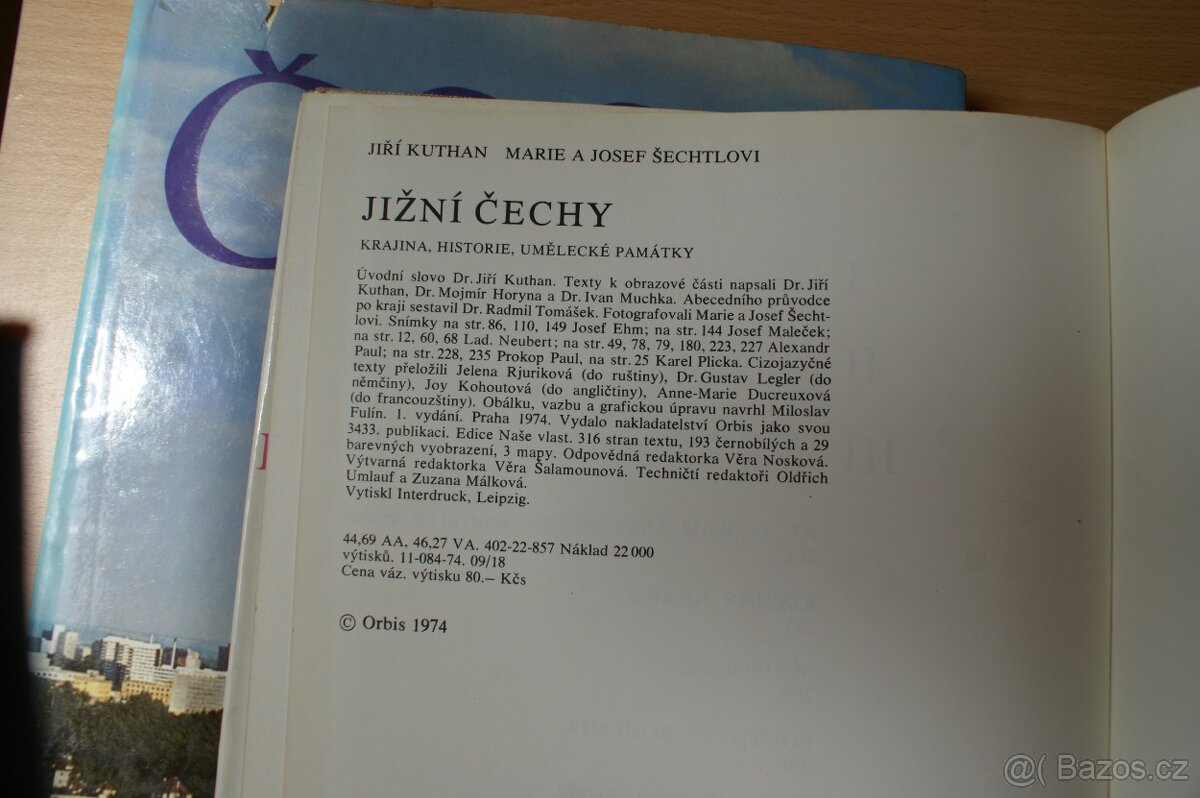 JIŘÍ KUTHAN MARIE A JOSEF ŠECHTLOVI
JIŽNÍ ČECHY
KRAJINA, HISTORIE, UMĚLECKÉ PAMÁTKY
Úvodní slovo Dr. Jiří Kuthan. Texty k obrazové části napsali Dr. Jiří
Kuthan, Dr. Mojmír Horyna a Dr. Ivan Muchka. Abecedního průvodce
po kraji sestavil Dr. Radmil Tomášek. Fotografovali Marie a Josef Šecht-
lovi. Snímky na str. 86, 110, 149 Josef Ehm; na str. 144 Josef Maleček;
na str. 12, 60, 68 Lad. Neubert; na str. 49, 78, 79, 180, 223, 227 Alexandr
Paul; na str. 228, 235 Prokop Paul, na str. 25 Karel Plicka. Cizojazyčné
texty přeložili Jelena Rjuriková (do ruštiny), Dr. Gustav Legler (do
němčiny), Joy Kohoutová (do angličtiny), Anne-Marie Ducreuxová
(do francouzštiny). Obálku, vazbu a grafickou úpravu navrhl Miloslav
Fulín. 1. vydání. Praha 1974. Vydalo nakladatelství Orbis jako svou
3433. publikaci. Edice Naše vlast. 316 stran textu, 193 černobílých a 29
barevných vyobrazení, 3 mapy. Odpovědná redaktorka Věra Nosková.
Výtvarná redaktorka Věra Šalamounová. Techničtí redaktoři Oldřich
Umlauf a Zuzana Málková.
Vytiskl Interdruck, Leipzig.
44,69 AA, 46,27 VA. 402-22-857 Náklad 22 000
výtisků. 11-084-74. 09/18
Cena váz. výtisku 80.– Kčs
© Orbis 1974
@( Bazos.cz